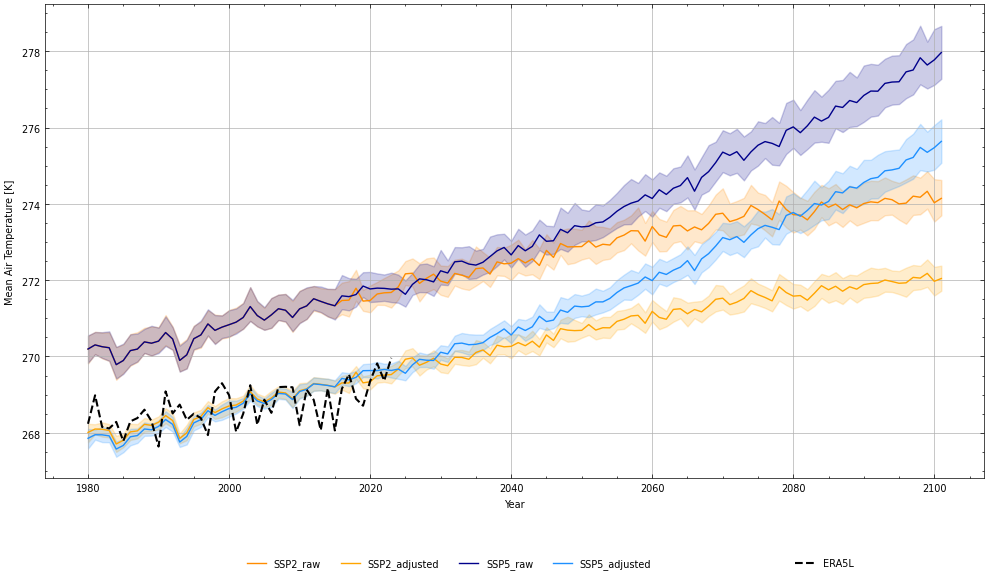 278
276
274
272
270
268
Mean Air Temperature [K]
1980 2000 2020 2040 2060 2080 2100
Year
SSP2_raw SSP2_adjusted SSP5_raw SSP5_adjusted ERA5L